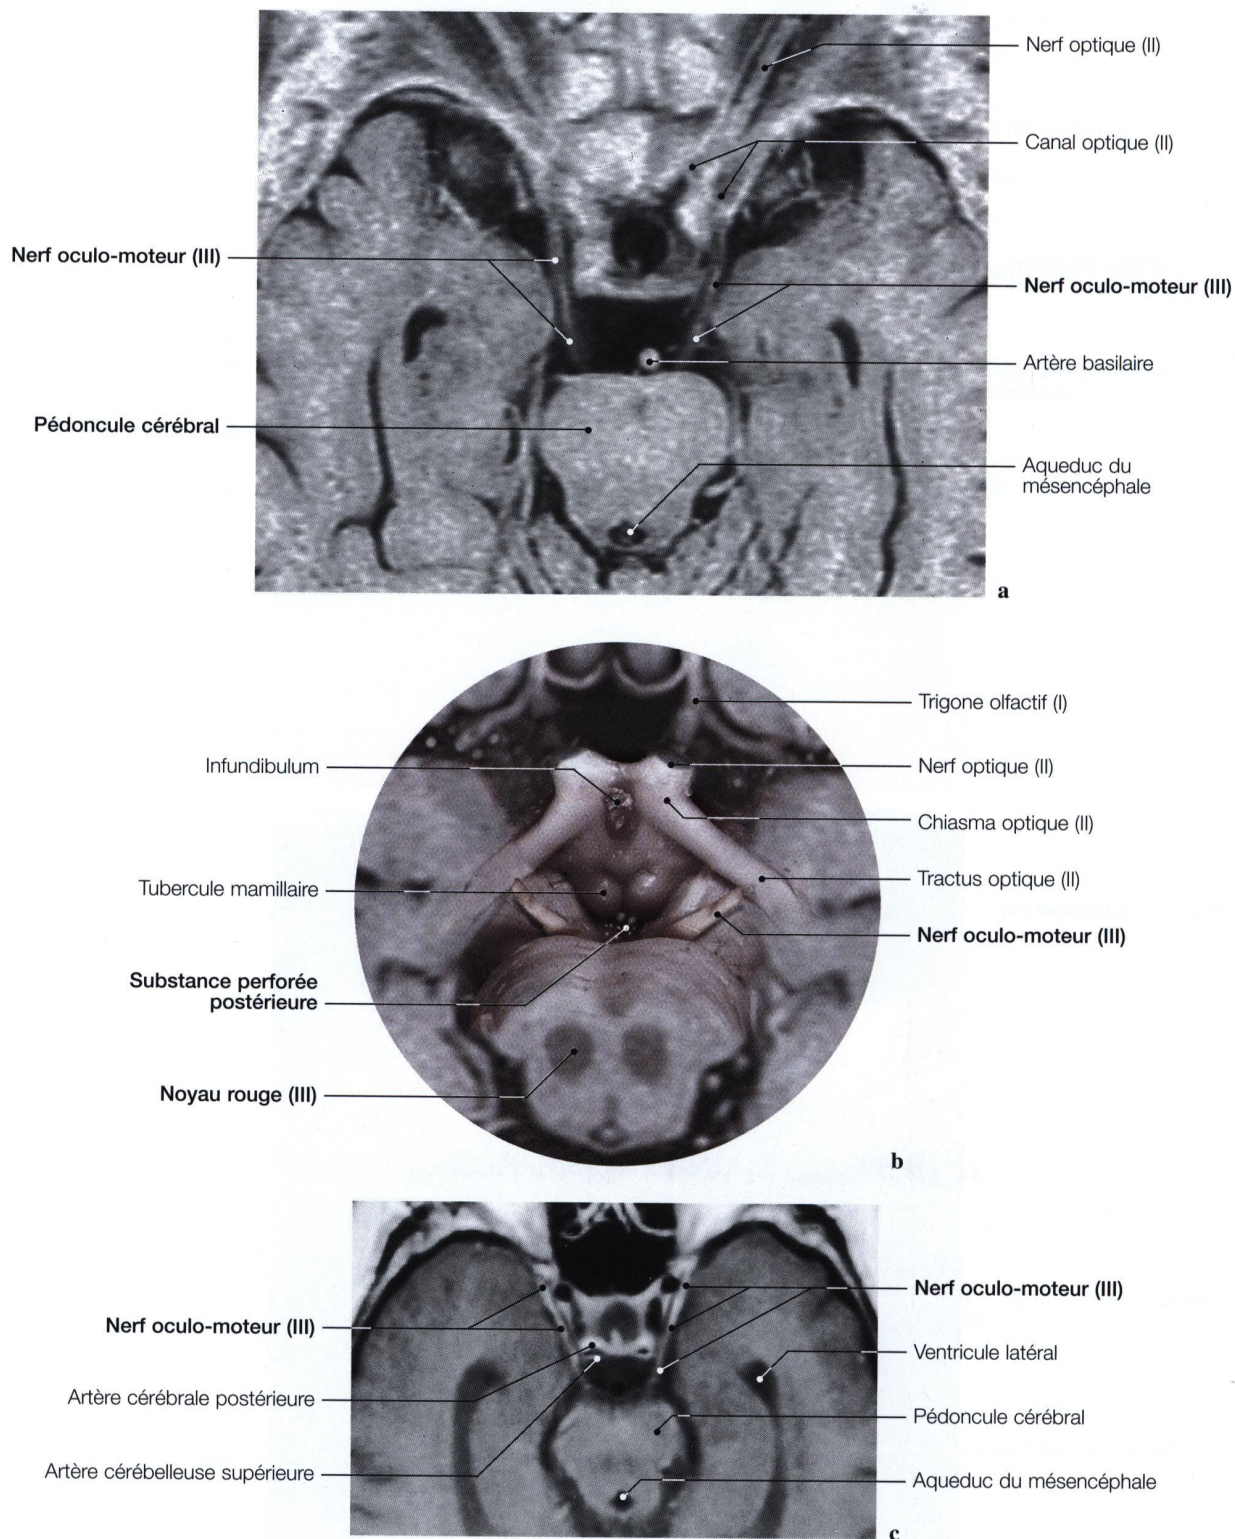 Nerf optique (II)
Canal optique (II)
Nerf oculo-moteur (III)
Nerf oculo-moteur (III)
Artère basilaire
Pédoncule cérébral
Aqueduc du
mésencéphale
a
Trigone olfactif (I)
Infundibulum
Nerf optique (II)
Chiasma optique (II)
Tubercule mamillaire
Tractus optique (II)
Nerf oculo-moteur (III)
Substance perforée
postérieure
Noyau rouge (III)
b
Nerf oculo-moteur (III)
Nerf oculo-moteur (III)
Ventricule latéral
Artère cérébrale postérieure
Pédoncule cérébral
Artère cérébelleuse supérieure
Aqueduc du mésencéphale
c